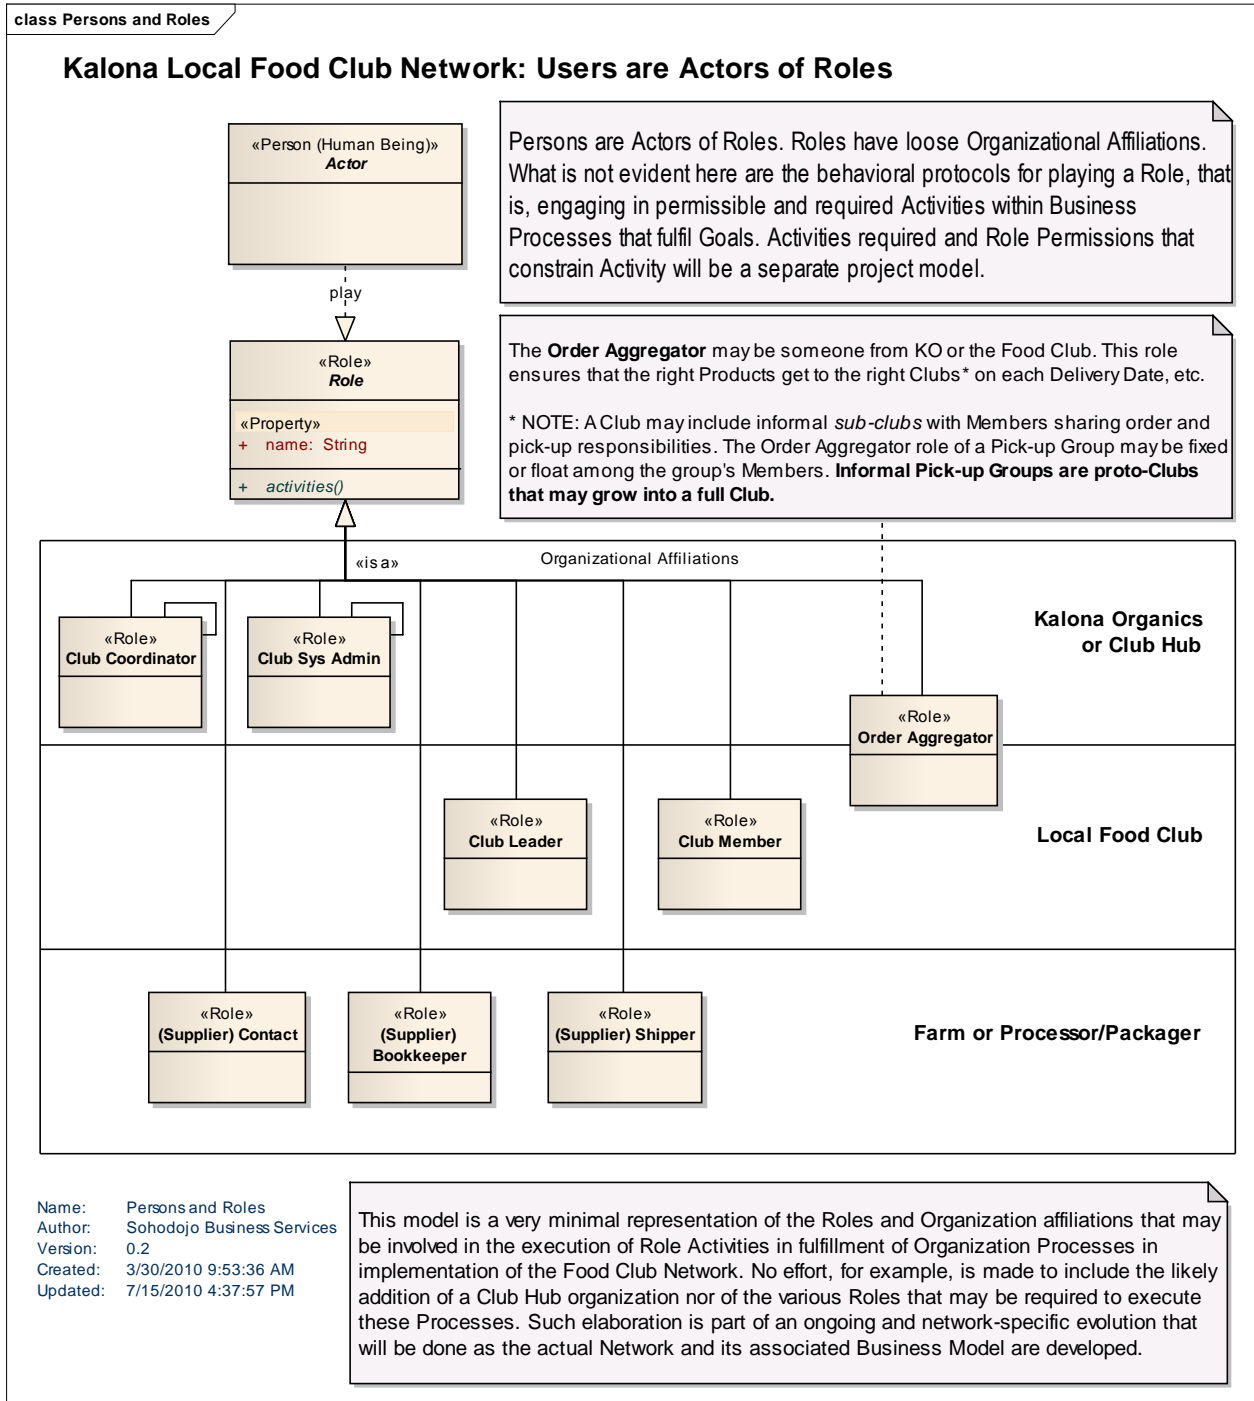 class Persons and Roles
Kalona Local Food Club Network: Users are Actors of Roles
«Person (Human Being)»
Actor
Persons are Actors of Roles. Roles have loose Organizational Affiliations.
What is not evident here are the behavioral protocols for playing a Role, that
is, engaging in permissible and required Activities within Business
Processes that fulfil Goals. Activities required and Role Permissions that
constrain Activity will be a separate project model.
play
«Role»
Role
«Property»
+ name: String
+ activities()
The Order Aggregator may be someone from KO or the Food Club. This role
ensures that the right Products get to the right Clubs* on each Delivery Date, etc.
* NOTE: A Club may include informal sub-clubs with Members sharing order and
pick-up responsibilities. The Order Aggregator role of a Pick-up Group may be fixed
or float among the group's Members. Informal Pick-up Groups are proto-Clubs
that may grow into a full Club.
«is a»
Organizational Affiliations
«Role»
Club Coordinator
«Role»
Club Sys Admin
Kalona Organics
or Club Hub
«Role»
Order Aggregator
«Role»
Club Leader
«Role»
Club Member
Local Food Club
«Role»
(Supplier) Contact
«Role»
(Supplier)
Bookkeeper
«Role»
(Supplier) Shipper
Farm or Processor/Packager
Name: Persons and Roles
Author: Sohodojo Business Services
Version: 0.2
Created: 3/30/2010 9:53:36 AM
Updated: 7/15/2010 4:37:57 PM
This model is a very minimal representation of the Roles and Organization affiliations that may
be involved in the execution of Role Activities in fulfillment of Organization Processes in
implementation of the Food Club Network. No effort, for example, is made to include the likely
addition of a Club Hub organization nor of the various Roles that may be required to execute
these Processes. Such elaboration is part of an ongoing and network-specific evolution that
will be done as the actual Network and its associated Business Model are developed.